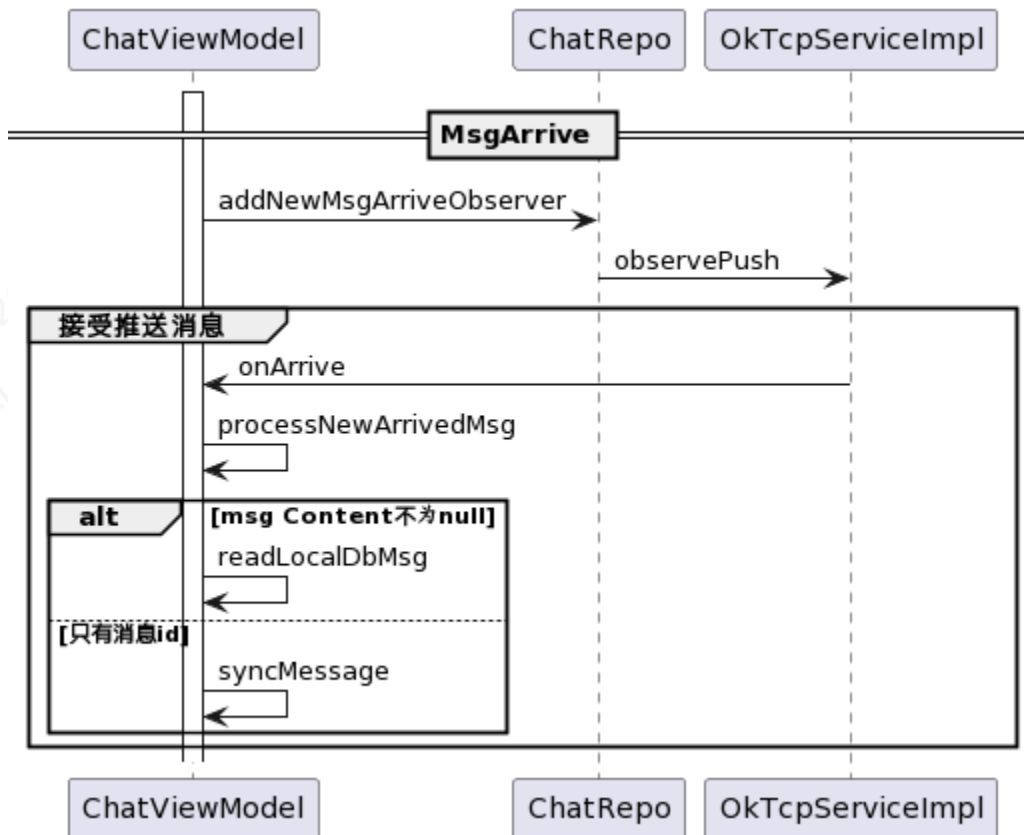 ChatViewModel
ChatRepo
OkTcpServiceImpl
MsgArrive
addNewMsgArriveObserver
observePush
接受推送消息
onArrive
processNewArrivedMsg
alt
[msg Content不为null]
readLocalDbMsg
[只有消息id]
syncMessage
ChatViewModel
ChatRepo
OkTcpServiceImpl